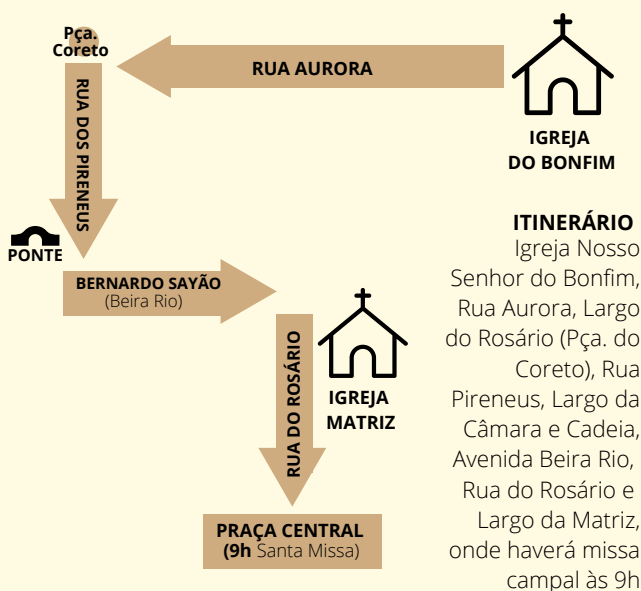 Pça.
Coreto
RUA AURORA
IGREJA
DO BONFIM
RUA DOS PIRENEUS
PONTE
BERNARDO SAYÃO
(Beira Rio)
RUA DO ROSÁRIO
IGREJA
MATRIZ
PRAÇA CENTRAL
(9h Santa Missa)
ITINERÁRIO
Igreja Nosso
Senhor do Bonfim,
Rua Aurora, Largo
do Rosário (Pça. do
Coreto), Rua
Pireneus, Largo da
Câmara e Cadeia,
Avenida Beira Rio,
Rua do Rosário e
Largo da Matriz,
onde haverá missa
campal às 9h